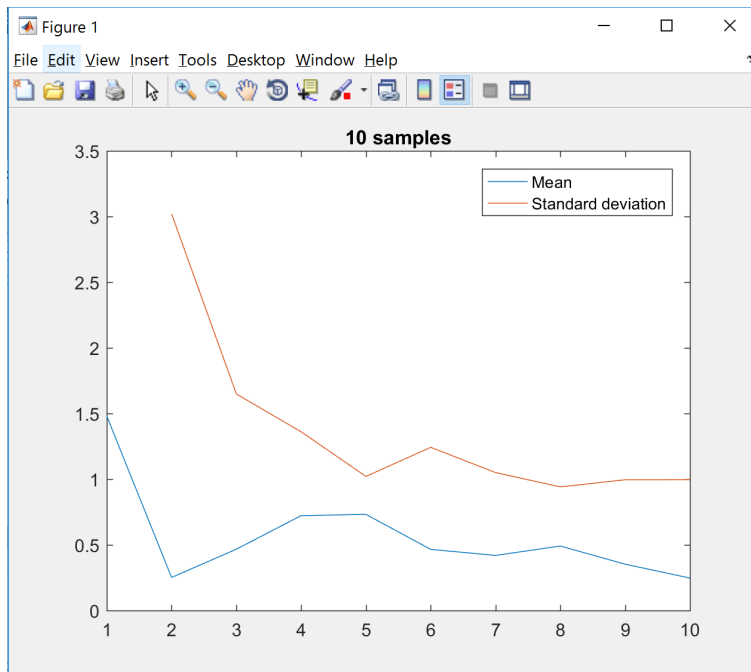 Figure 1
File Edit View Insert Tools Desktop Window Help
10 samples
Mean
Standard deviation
3.5
3
2.5
2
1.5
1
0.5
0
1 2 3 4 5 6 7 8 9 10